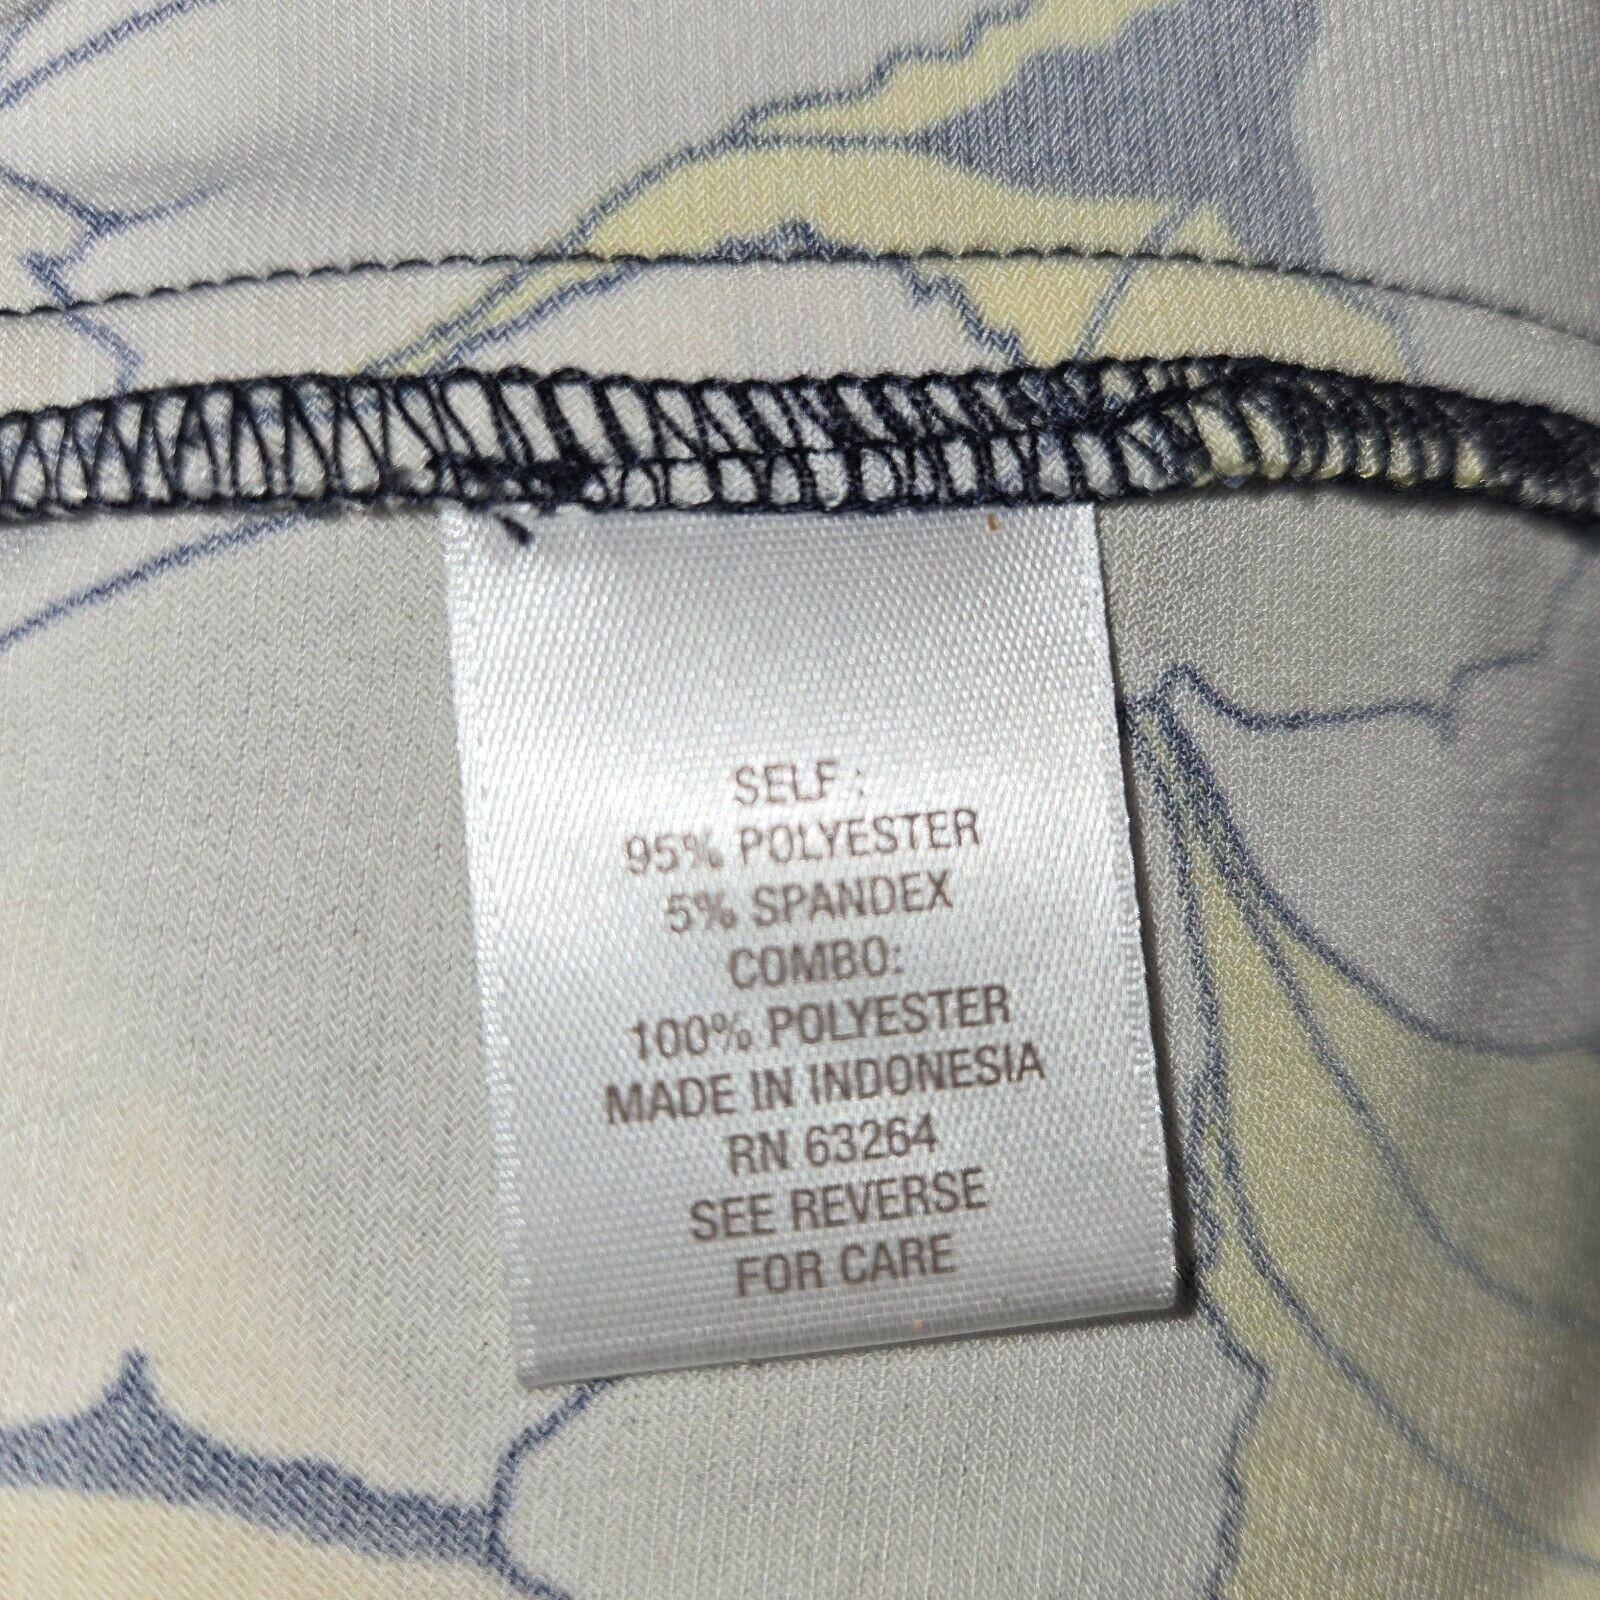 SELF :
95% POLYESTER
5% SPANDEX
COMBO:
100% POLYESTER
MADE IN INDONESIA
RN 63264
SEE REVERSE
FOR CARE